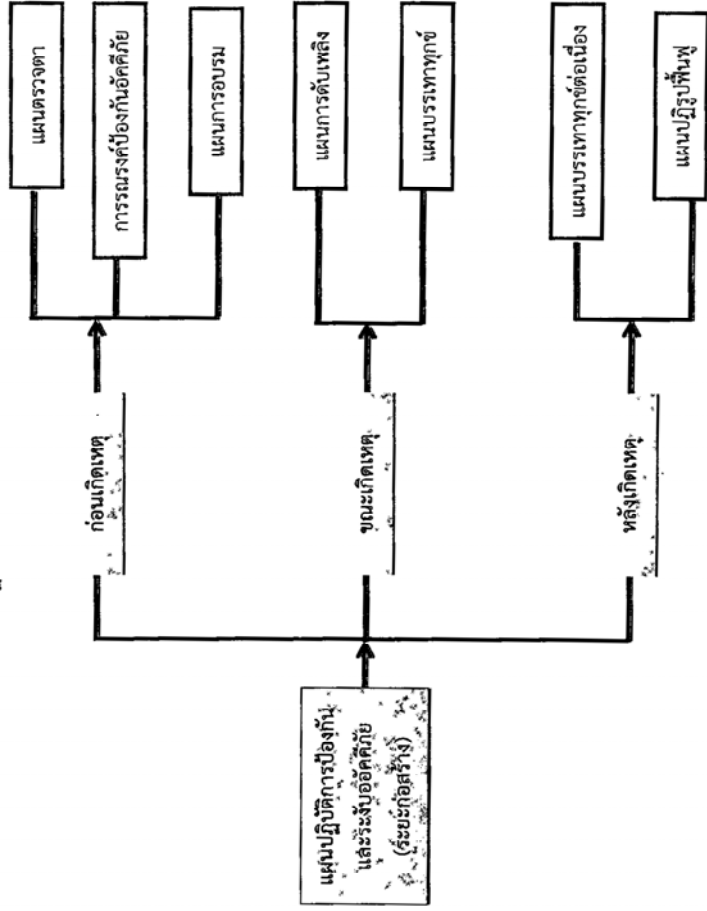 แผนปฏิบัติการป้องกัน
และระงับอัคคีภัย
(ระยะก่อสร้าง)
ก่อนเกิดเหตุ
แผนตรวจตา
การรณรงค์ป้องกันอัคคีภัย
แผนการอบรม
ขณะเกิดเหตุ
แผนการดับเพลิง
แผนบรรเทาทุกข์
หลังเกิดเหตุ
แผนบรรเทาทุกข์ต่อเนื่อง
แผนปฏิรูปฟื้นฟู